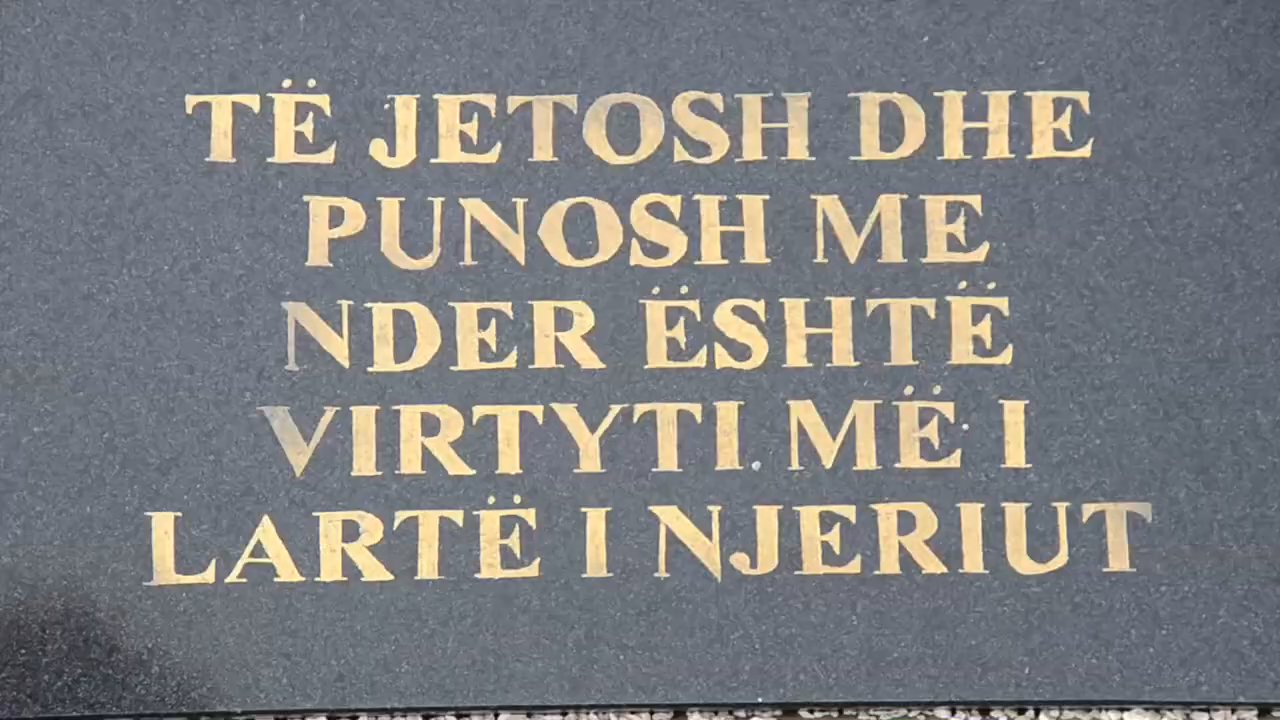 TË JETOSH DHE
PUNOSH ME
NDER ËSHTË
VIRTYTI MË I
LARTË I NJERIUT